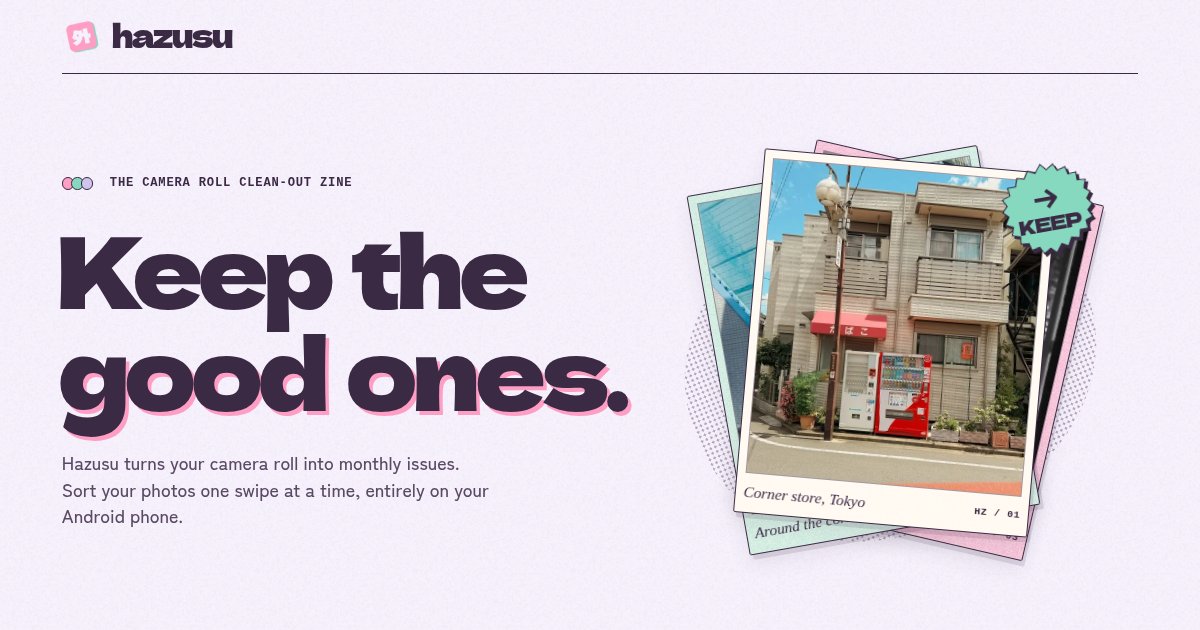 hazusu
THE CAMERA ROLL CLEAN-OUT ZINE
Keep the
good ones.
Hazusu turns your camera roll into monthly issues.
Sort your photos one swipe at a time, entirely on your
Android phone.
KEEP
たばこ
Corner store, Tokyo
HZ / 01
Around the